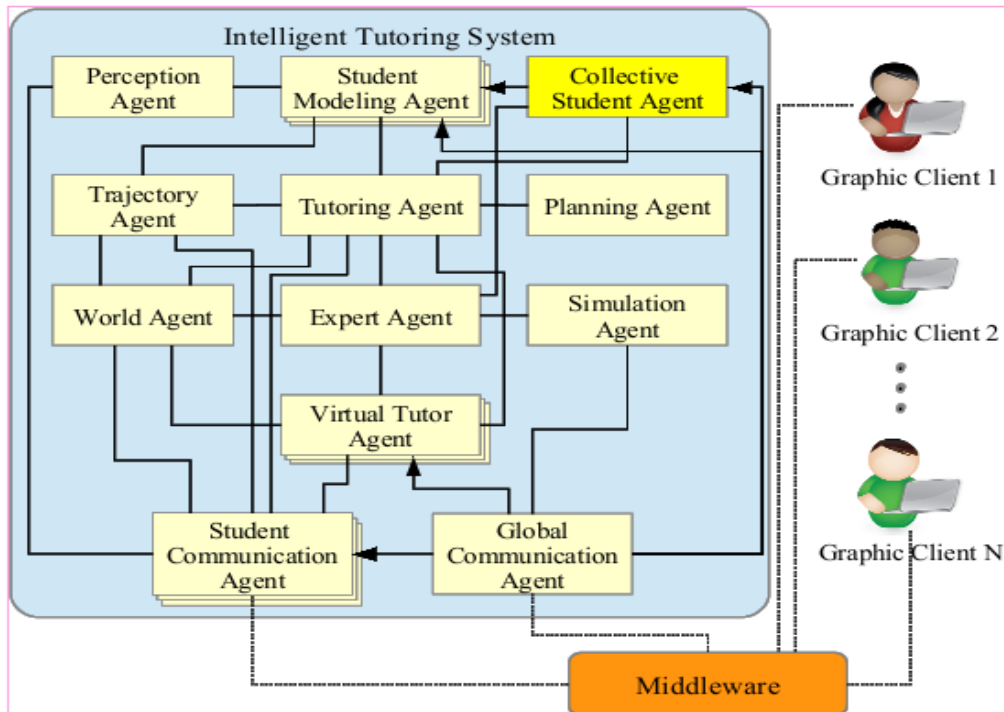 Intelligent Tutoring System
Perception
Agent
Student
Modeling Agent
Collective
Student Agent
Trajectory
Agent
Tutoring Agent
Planning Agent
World Agent
Expert Agent
Simulation
Agent
Virtual Tutor
Agent
Student
Communication
Agent
Global
Communication
Agent
Graphic Client 1
Graphic Client 2
Graphic Client N
Middleware